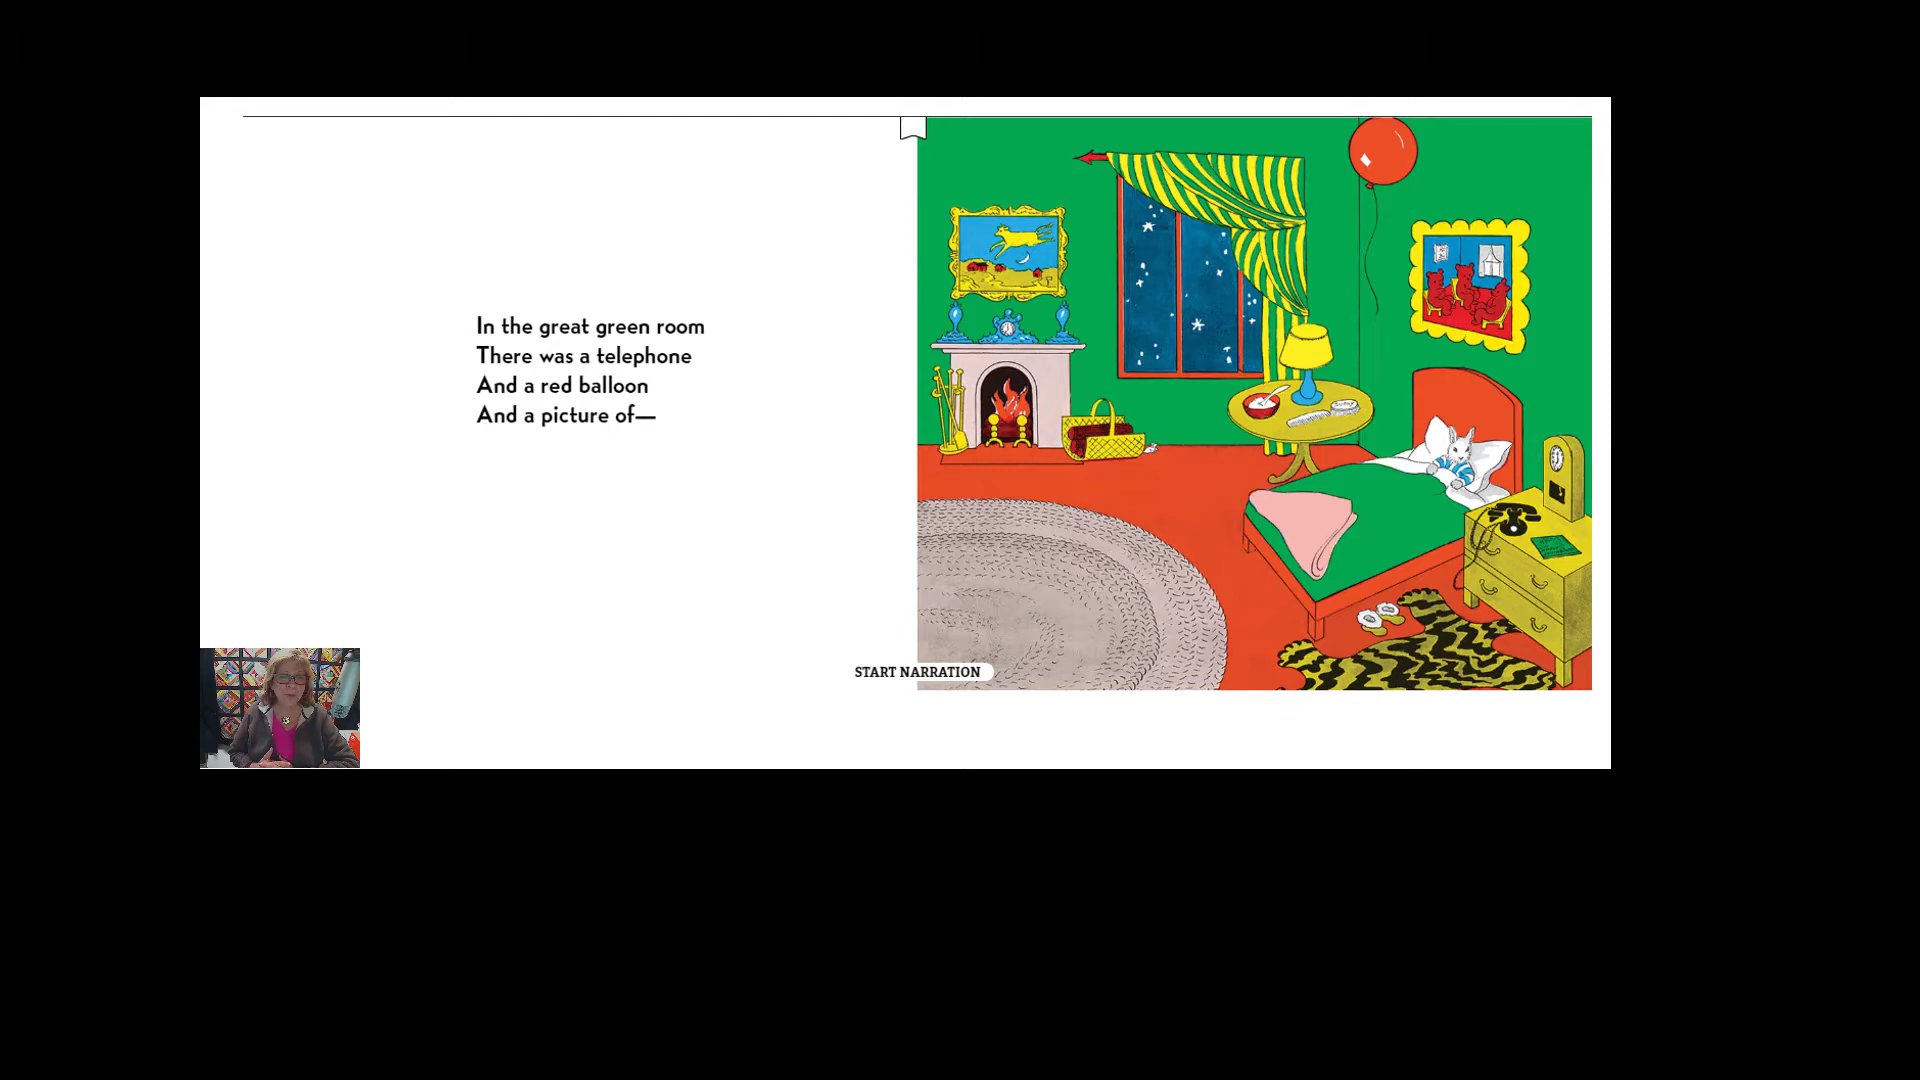 In the great green room
There was a telephone
And a red balloon
And a picture of—
START NARRATION